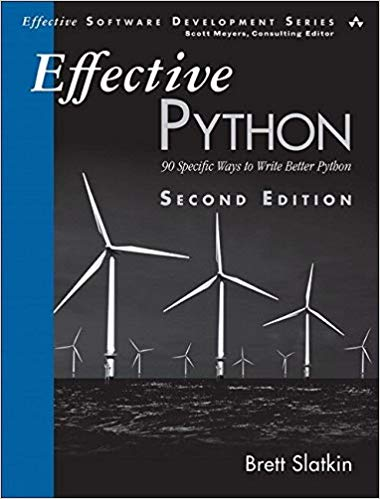 Effective SOFTWARE DEVELOPMENT SERIES
Scott Meyers, Consulting Editor
Effective
PYTHON
90 Specific Ways to Write Better Python
SECOND EDITION
Brett Slatkin